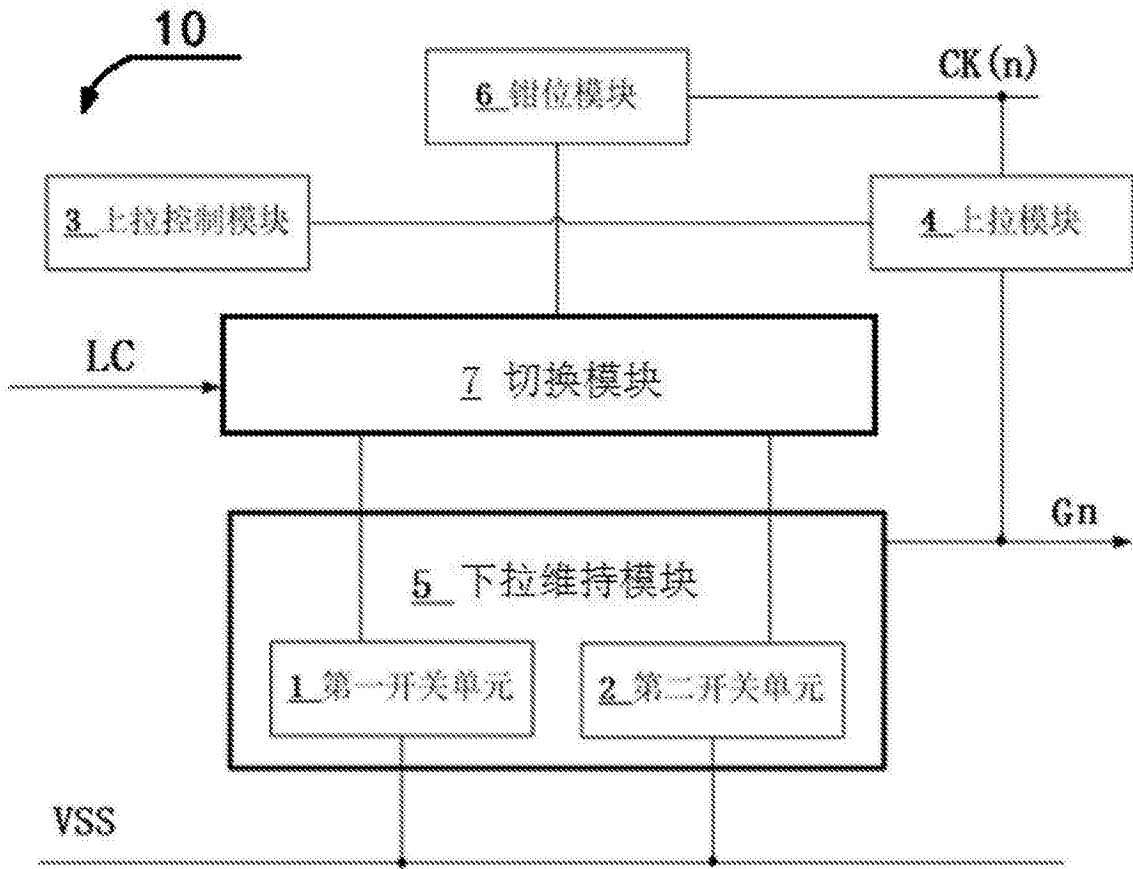 10
6 钳位模块
CK(n)
3 上拉控制模块
4 上拉模块
LC
7 切换模块
Gn
5 下拉维持模块
1 第一开关单元
2 第二开关单元
VSS